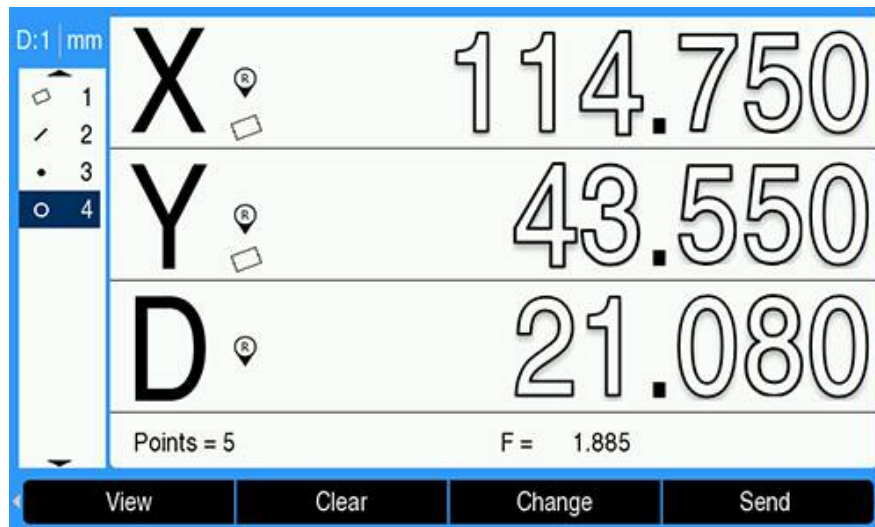 D:1 mm
1
2
3
4
X R 114.750
Y R 43.550
D R 21.080
Points = 5 F = 1.885
View Clear Change Send